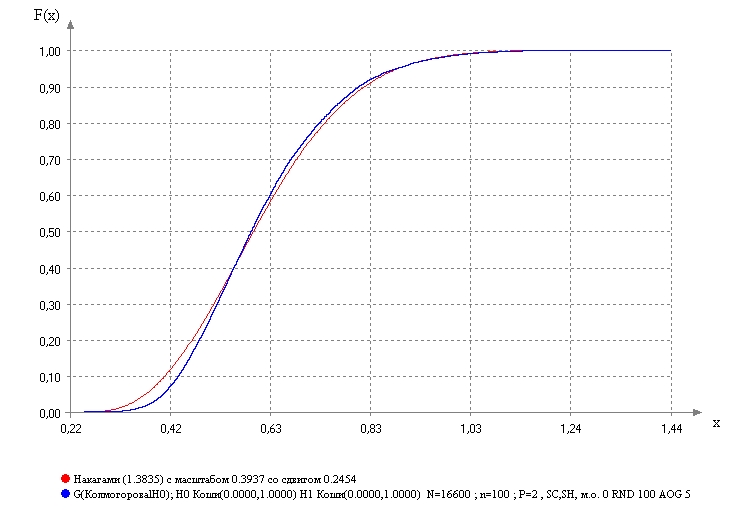 F(x)
1,00
0,90
0,80
0,70
0,60
0,50
0,40
0,30
0,20
0,10
0,00
0,22 0,42 0,63 0,83 1,03 1,24 1,44
x
Накагами (1.3835) с масштабом 0.3937 со сдвигом 0.2454
G(Колмогорова|H0); H0 Коши(0.0000,1.0000) H1 Коши(0.0000,1.0000) N=16600 ; n=100 ; P=2 , SC,SH, м.о. 0 RND 100 AOG 5